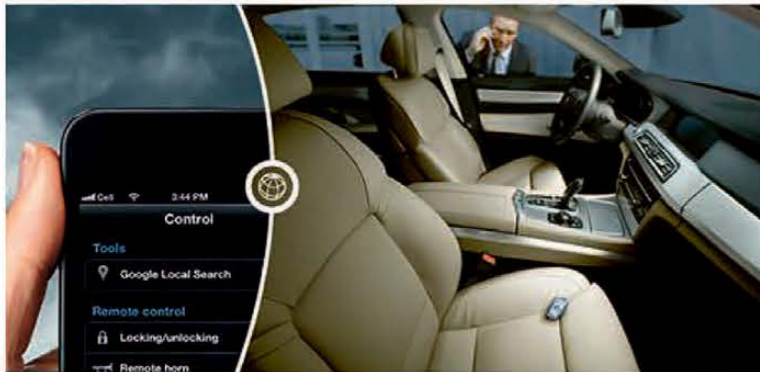 Cell 3:44 PM
Control
Tools
Google Local Search
Remote control
Locking/unlocking
Remote horn